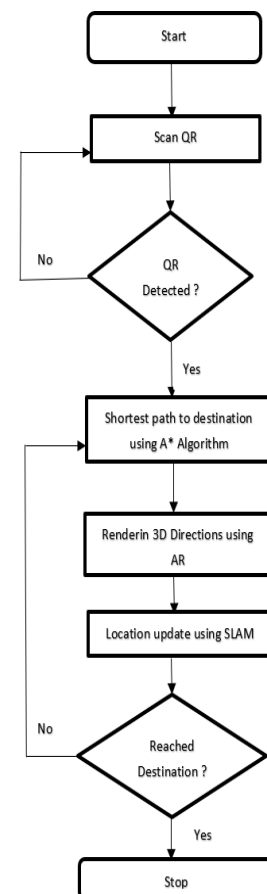 Start
Scan QR
No
QR
Detected ?
Yes
Shortest path to destination
using A* Algorithm
Renderin 3D Directions using
AR
Location update using SLAM
No
Reached
Destination ?
Yes
Stop